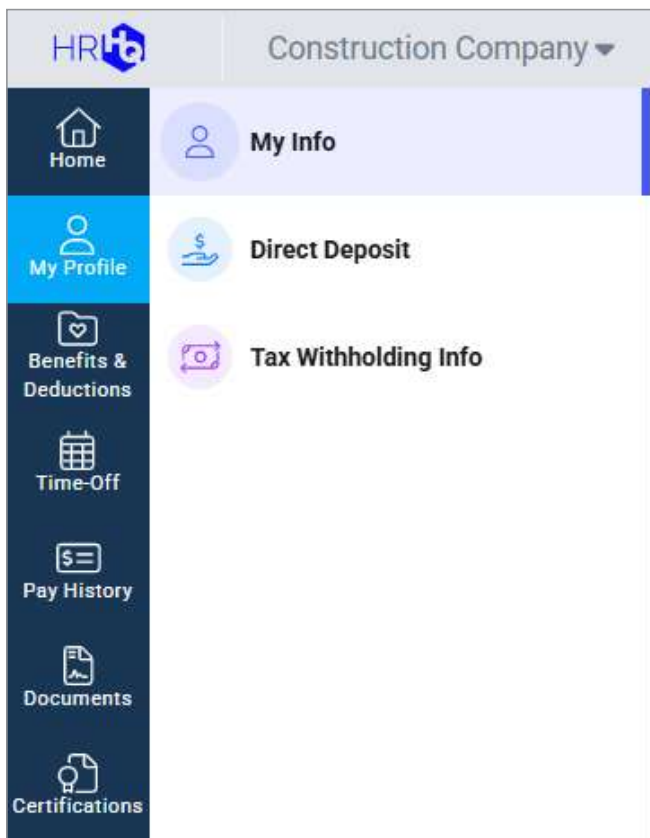 HRHQ
Construction Company
Home
My Info
My Profile
Direct Deposit
Tax Withholding Info
Benefits &
Deductions
Time-Off
$
Pay History
Documents
Certifications